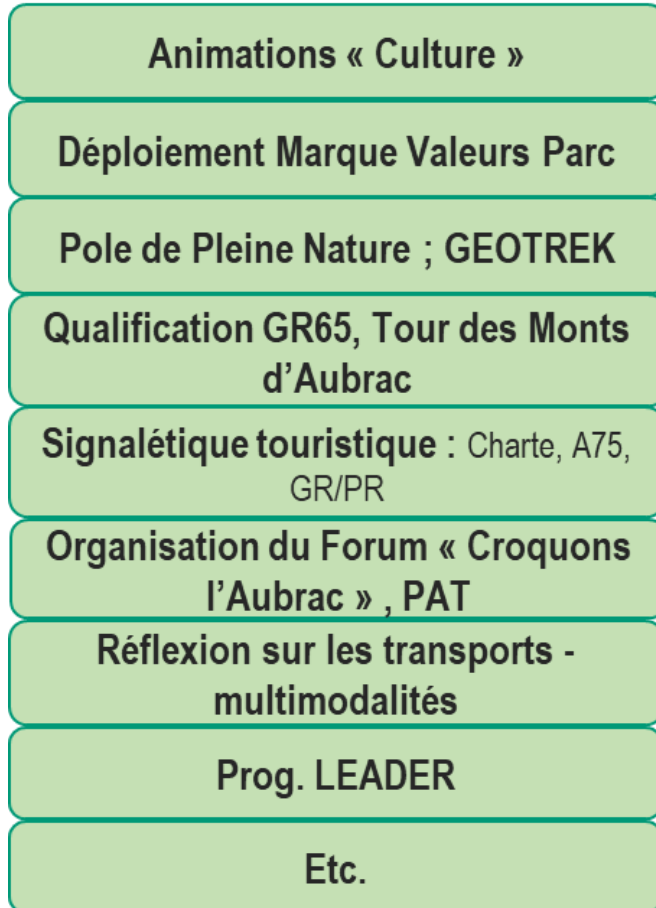 Animations « Culture »
Déploiement Marque Valeurs Parc
Pole de Pleine Nature ; GEOTREK
Qualification GR65, Tour des Monts
d'Aubrac
Signalétique touristique : Charte, A75,
GR/PR
Organisation du Forum « Croquons
l'Aubrac » , PAT
Réflexion sur les transports -
multimodalités
Prog. LEADER
Etc.